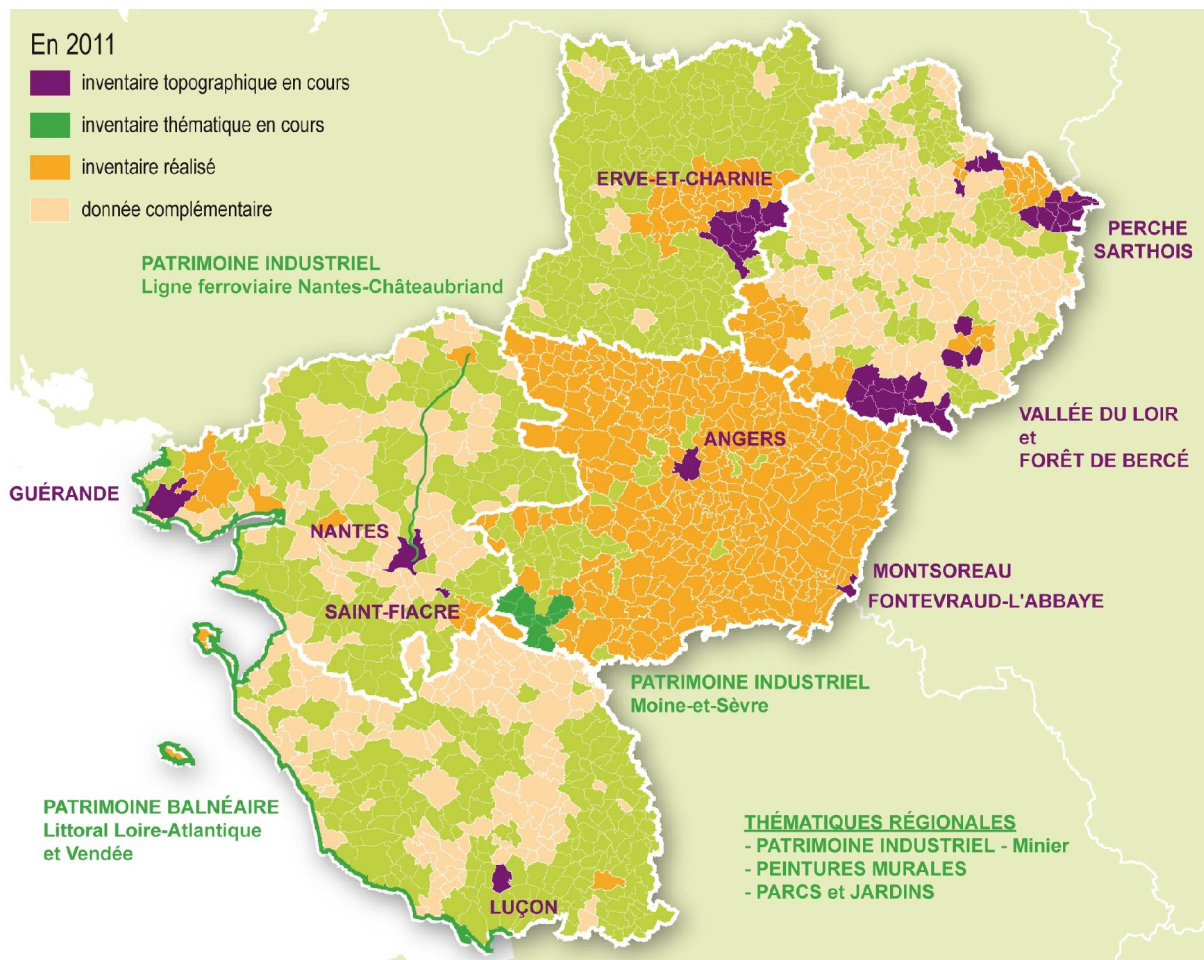 En 2011
inventaire topographique en cours
inventaire thématique en cours
inventaire réalisé
donnée complémentaire
ERVE-ET-CHARNIE
PERCHE
SARTHOIS
PATRIMOINE INDUSTRIEL
Ligne ferroviaire Nantes-Châteaubriand
VALLÉE DU LOIR
et
FORÊT DE BERCÉ
ANGERS
GUÉRANDE
NANTES
MONTSOREAU
FONTEVRAUD-L'ABBAYE
SAINT-FIACRE
PATRIMOINE INDUSTRIEL
Moine-et-Sèvre
PATRIMOINE BALNÉAIRE
Littoral Loire-Atlantique
et Vendée
THÉMATIQUES RÉGIONALES
- PATRIMOINE INDUSTRIEL - Minier
- PEINTURES MURALES
- PARCS et JARDINS
LUÇON